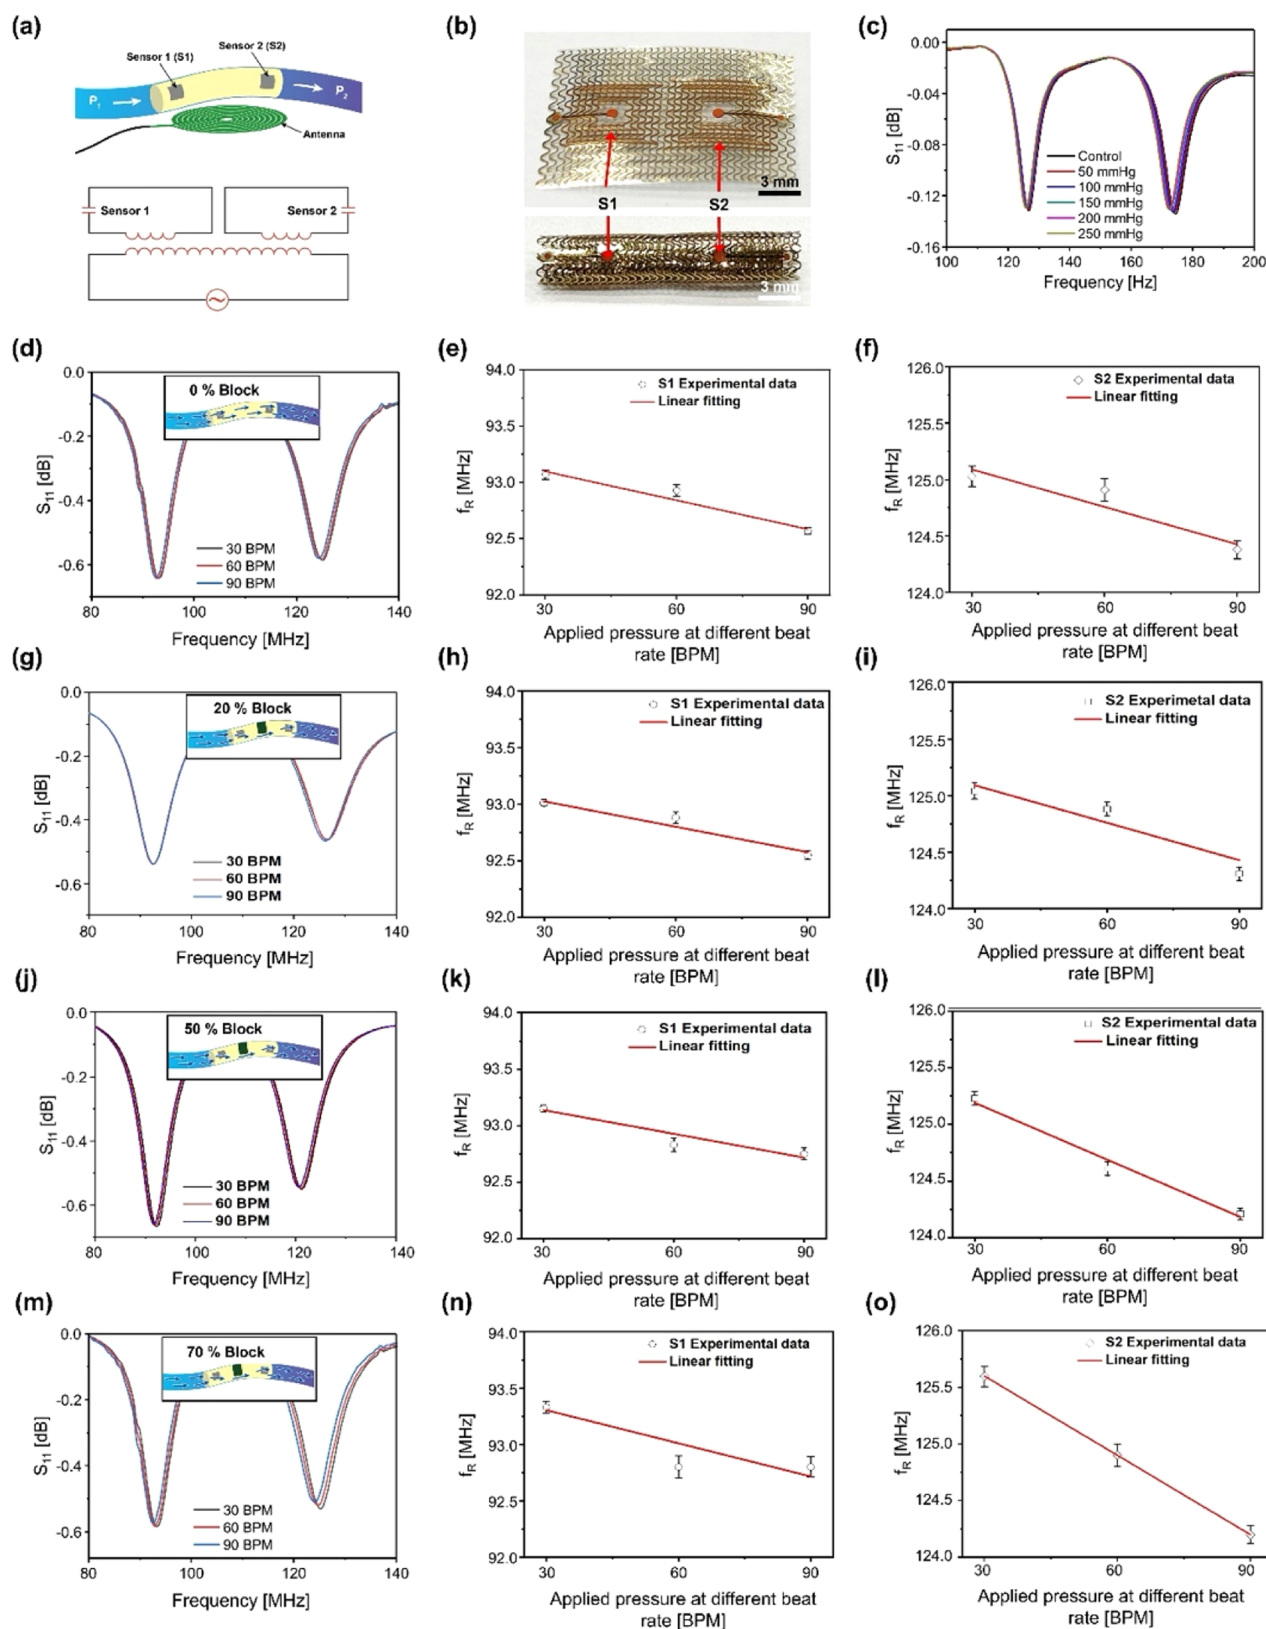 (a)
Sensor 1 (S1)
Sensor 2 (S2)
P1
P2
Antenna
Sensor 1
Sensor 2
(b)
3 mm
S1
S2
3 mm
(c)
0.00
-0.04
-0.08
-0.12
-0.16
S11 [dB]
Control
50 mmHg
100 mmHg
150 mmHg
200 mmHg
250 mmHg
100 120 140 160 180 200
Frequency [Hz]
(d)
0.0
-0.2
-0.4
-0.6
S11 [dB]
0 % Block
30 BPM
60 BPM
90 BPM
80 100 120 140
Frequency [MHz]
(e)
94.0
93.5
93.0
92.5
92.0
fR [MHz]
S1 Experimental data
Linear fitting
30 60 90
Applied pressure at different beat
rate [BPM]
(f)
126.0
125.5
125.0
124.5
124.0
fR [MHz]
S2 Experimental data
Linear fitting
30 60 90
Applied pressure at different beat
rate [BPM]
(g)
0.0
-0.2
-0.4
-0.6
S11 [dB]
20 % Block
30 BPM
60 BPM
90 BPM
80 100 120 140
Frequency [MHz]
(h)
94.0
93.5
93.0
92.5
92.0
fR [MHz]
S1 Experimental data
Linear fitting
30 60 90
Applied pressure at different beat
rate [BPM]
(i)
126.0
125.5
125.0
124.5
124.0
fR [MHz]
S2 Experimetal data
Linear fitting
30 60 90
Applied pressure at different beat
rate [BPM]
(j)
0.0
-0.2
-0.4
-0.6
S11 [dB]
50 % Block
30 BPM
60 BPM
90 BPM
80 100 120 140
Frequency [MHz]
(k)
94.0
93.5
93.0
92.5
92.0
fR [MHz]
S1 Experimental data
Linear fitting
30 60 90
Applied pressure at different beat
rate [BPM]
(l)
126.0
125.5
125.0
124.5
124.0
fR [MHz]
S2 Experimental data
Linear fitting
30 60 90
Applied pressure at different beat
rate [BPM]
(m)
0.0
-0.2
-0.4
-0.6
S11 [dB]
70 % Block
30 BPM
60 BPM
90 BPM
80 100 120 140
Frequency [MHz]
(n)
94.0
93.5
93.0
92.5
92.0
fR [MHz]
S1 Experimental data
Linear fitting
30 60 90
Applied pressure at different beat
rate [BPM]
(o)
126.0
125.5
125.0
124.5
124.0
fR [MHz]
S2 Experimental data
Linear fitting
30 60 90
Applied pressure at different beat
rate [BPM]